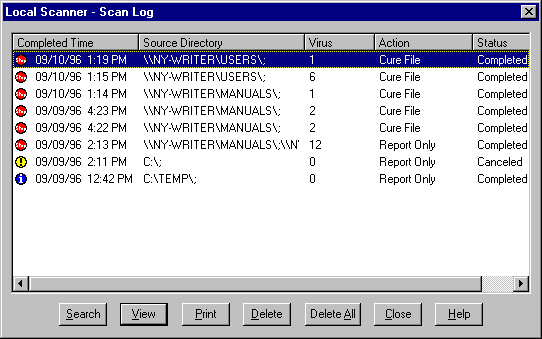 Local Scanner - Scan Log
Completed Time Source Directory Virus Action Status
09/10/96 1:19 PM \\NY-WRITER\USERS\; 1 Cure File Completed
09/10/96 1:15 PM \\NY-WRITER\USERS\; 6 Cure File Completed
09/10/96 1:14 PM \\NY-WRITER\MANUALS\; 1 Cure File Completed
09/09/96 4:23 PM \\NY-WRITER\MANUALS\; 2 Cure File Completed
09/09/96 4:22 PM \\NY-WRITER\MANUALS\; 2 Cure File Completed
09/09/96 2:13 PM \\NY-WRITER\MANUALS\;\\N 12 Report Only Completed
09/09/96 2:11 PM C:\; 0 Report Only Canceled
09/09/96 12:42 PM C:\TEMP\; 0 Report Only Completed
Search View Print Delete Delete All Close Help